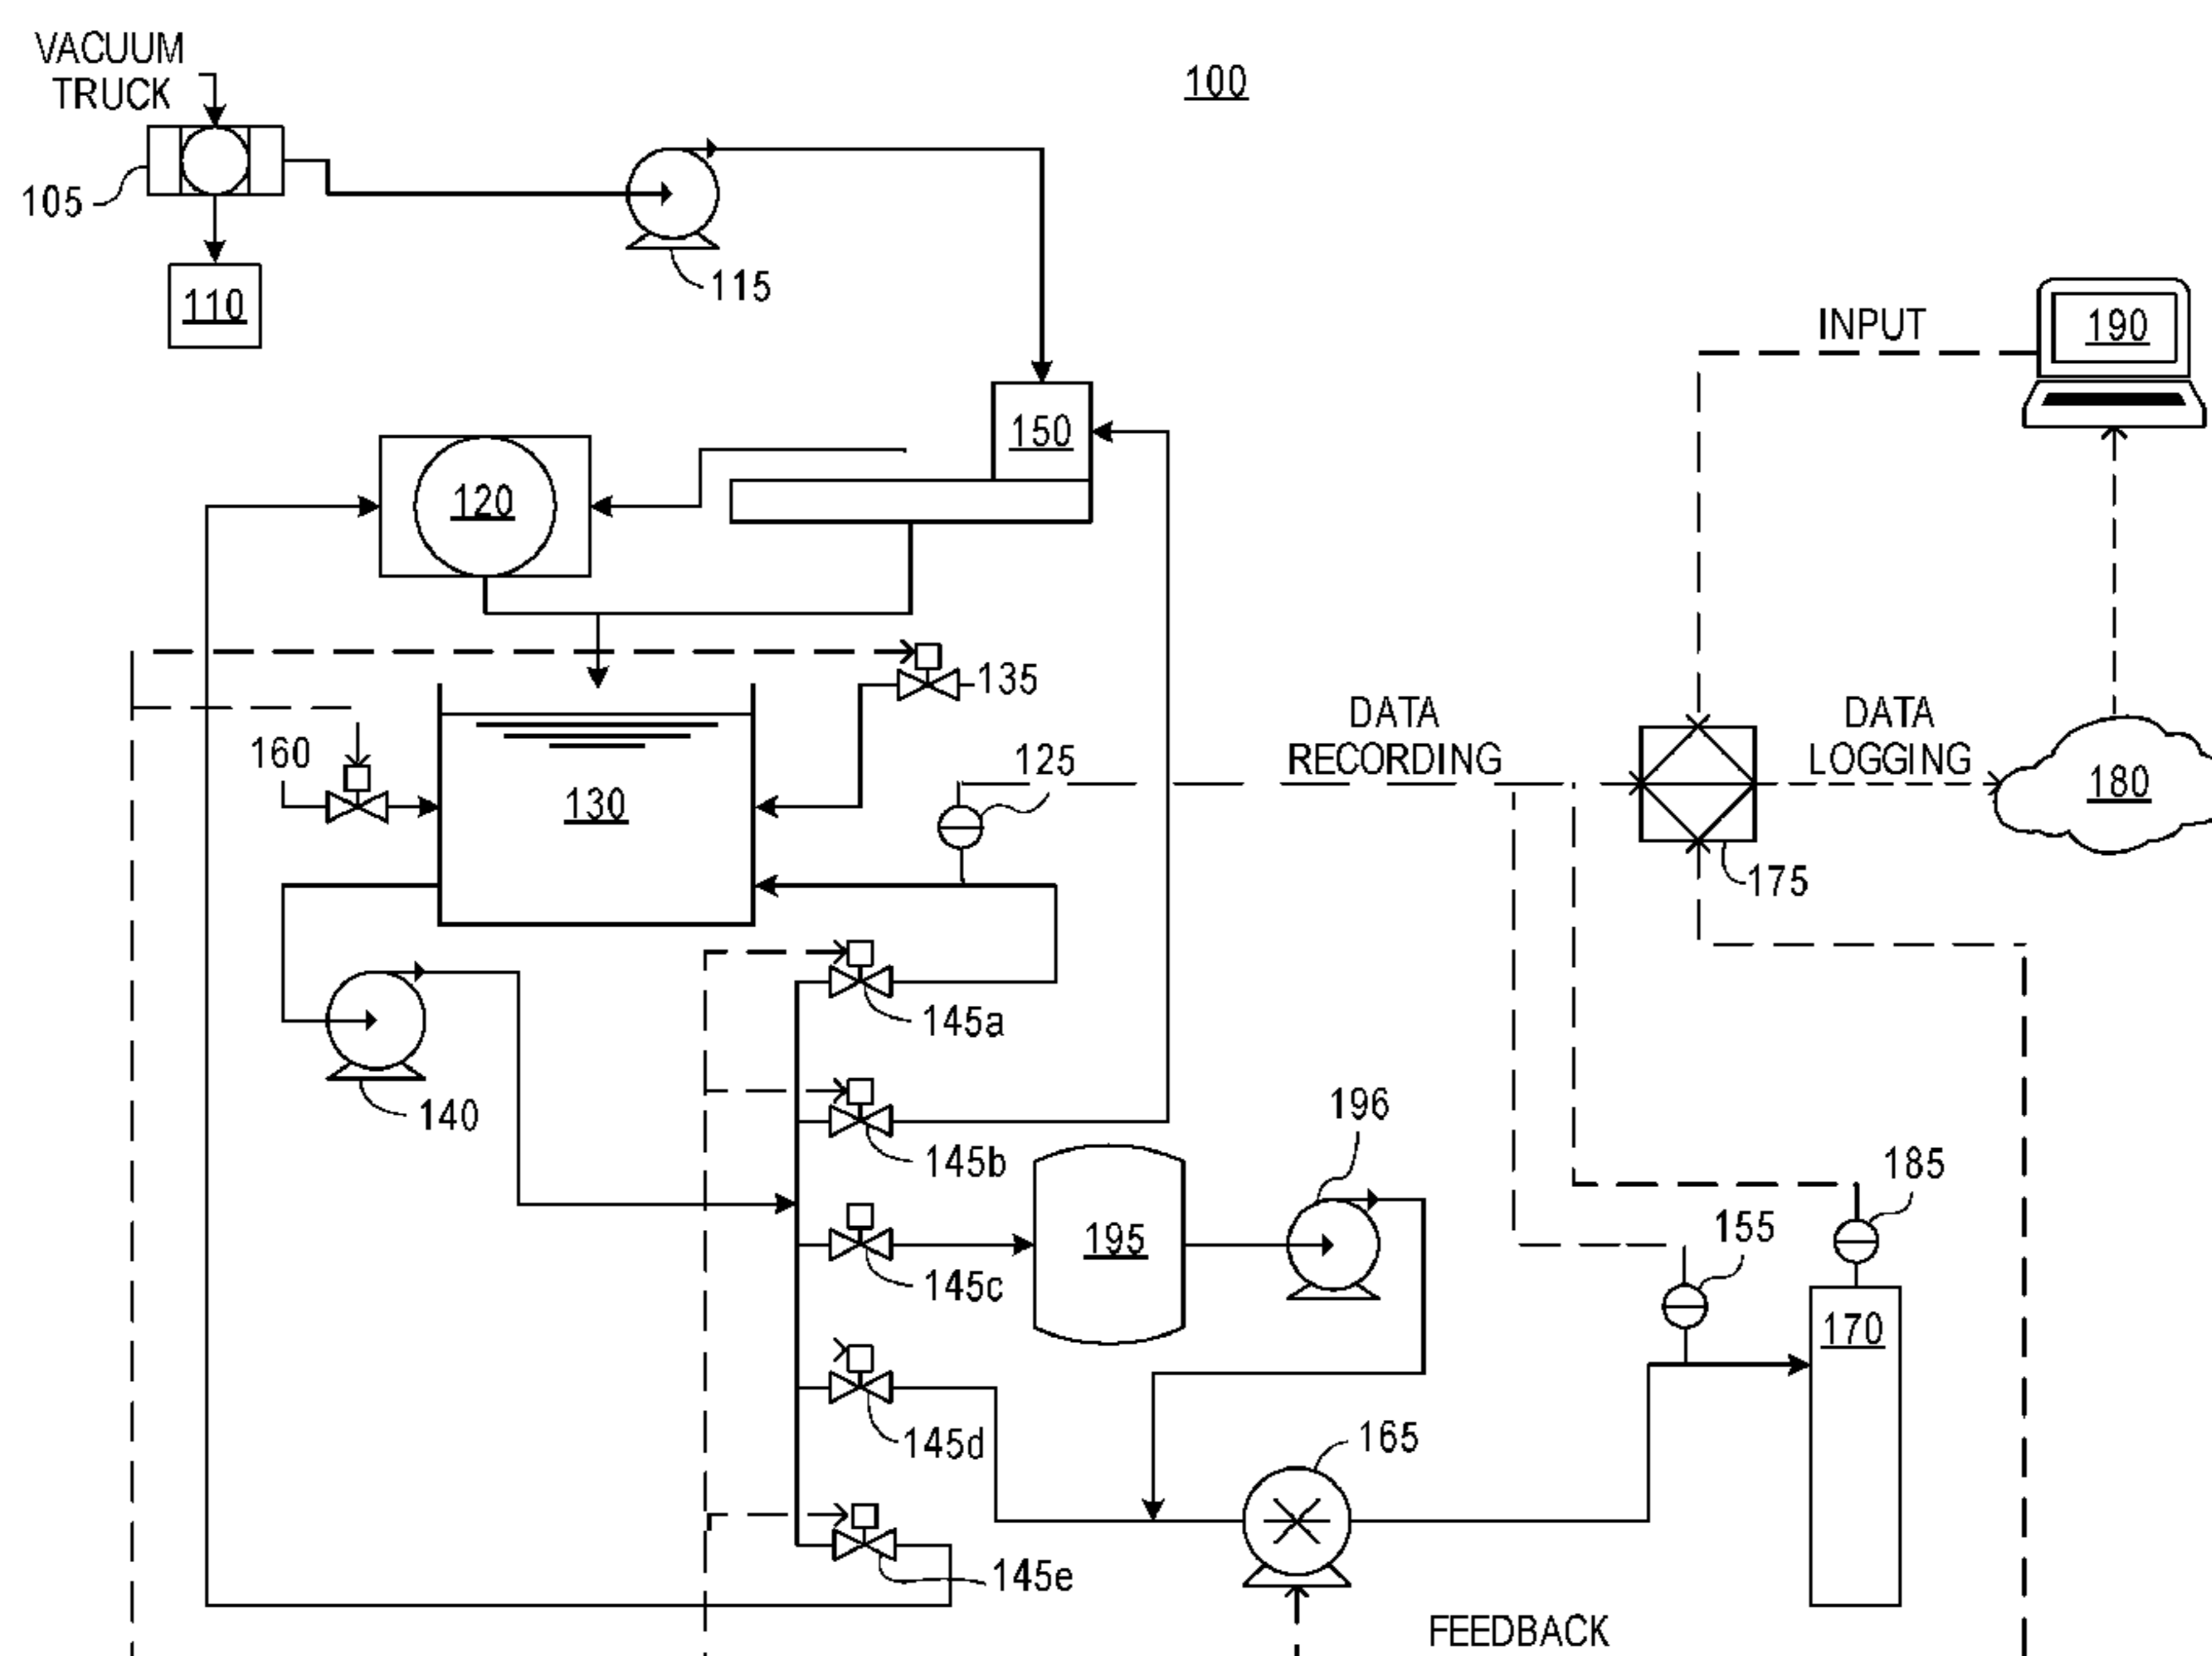 VACUUM
TRUCK
100
105
110
115
INPUT
190
150
120
135
160
130
125
DATA
RECORDING
DATA
LOGGING
180
175
145a
140
145b
196
185
195
155
145c
170
145d
165
145e
FEEDBACK